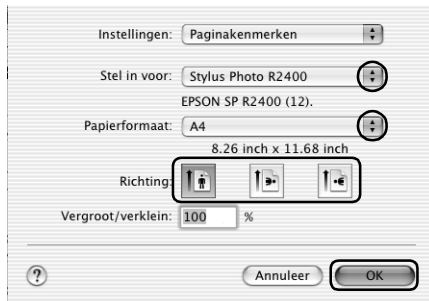 Instellingen: Paginakenmerken
Stel in voor: Stylus Photo R2400
EPSON SP R2400 (12).
Papierformaat: A4
8.26 inch x 11.68 inch
Richting:
Vergroot/verklein: 100 %
? Annuleer OK